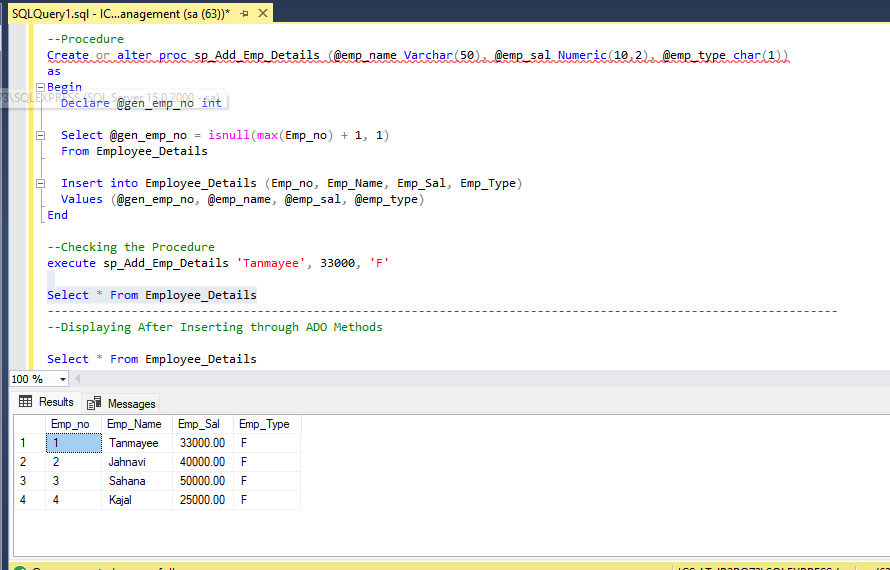 SQLQuery1.sql - IC...anagement (sa (63))*
--Procedure
Create or alter proc sp_Add_Emp_Details (@emp_name Varchar(50), @emp_sal Numeric(10,2), @emp_type char(1))
as
Begin
73\SQLEXPRESS (SQL Server 15.0.2000 - sa)
Declare @gen_emp_no int
Select @gen_emp_no = isnull(max(Emp_no) + 1, 1)
From Employee_Details
Insert into Employee_Details (Emp_no, Emp_Name, Emp_Sal, Emp_Type)
Values (@gen_emp_no, @emp_name, @emp_sal, @emp_type)
End
--Checking the Procedure
execute sp_Add_Emp_Details 'Tanmayee', 33000, 'F'
Select * From Employee_Details
--Displaying After Inserting through ADO Methods
Select * From Employee_Details
100 %
Results Messages
Emp_no Emp_Name Emp_Sal Emp_Type
1 1 Tanmayee 33000.00 F
2 2 Jahnavi 40000.00 F
3 3 Sahana 50000.00 F
4 4 Kajal 25000.00 F